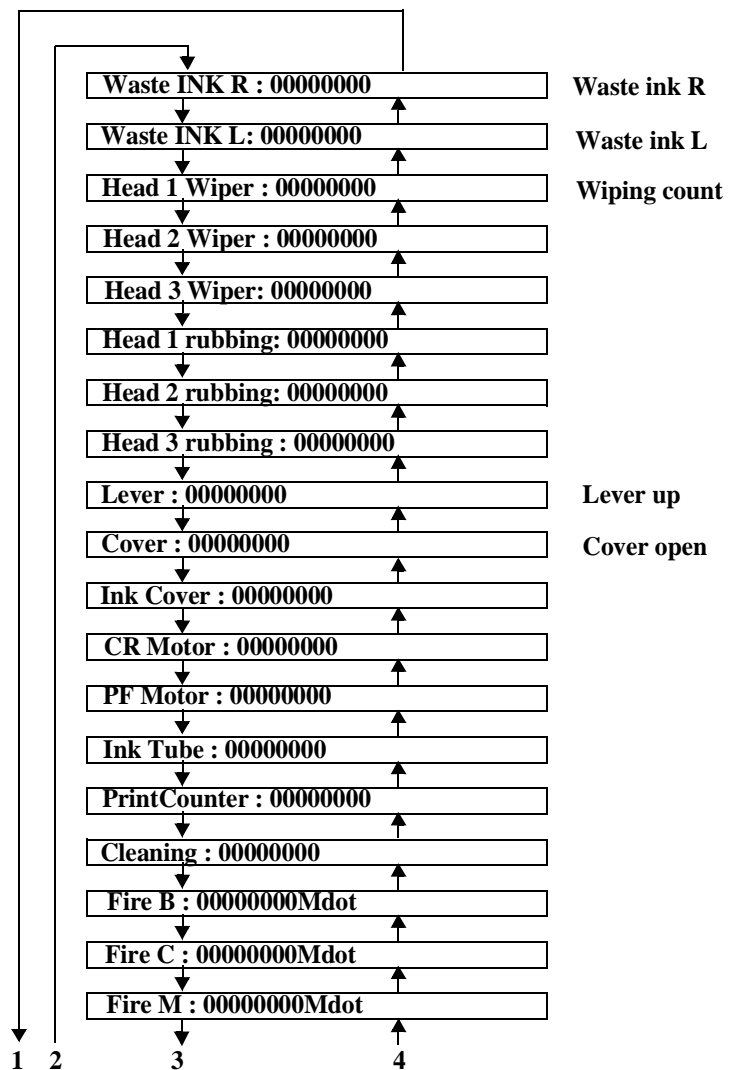 Waste INK R : 00000000 Waste ink R
Waste INK L: 00000000 Waste ink L
Head 1 Wiper : 00000000 Wiping count
Head 2 Wiper : 00000000
Head 3 Wiper: 00000000
Head 1 rubbing: 00000000
Head 2 rubbing: 00000000
Head 3 rubbing : 00000000
Lever : 00000000 Lever up
Cover : 00000000 Cover open
Ink Cover : 00000000
CR Motor : 00000000
PF Motor : 00000000
Ink Tube : 00000000
PrintCounter : 00000000
Cleaning : 00000000
Fire B : 00000000Mdot
Fire C : 00000000Mdot
Fire M : 00000000Mdot
1 2 3 4